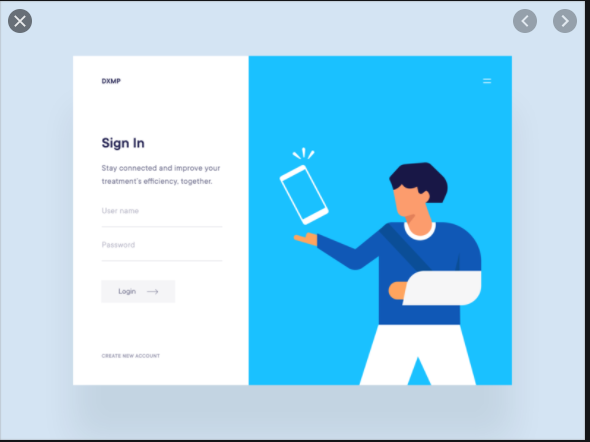 DXMP
Sign In
Stay connected and improve your
treatment's efficiency, together.
User name
Password
Login
CREATE NEW ACCOUNT